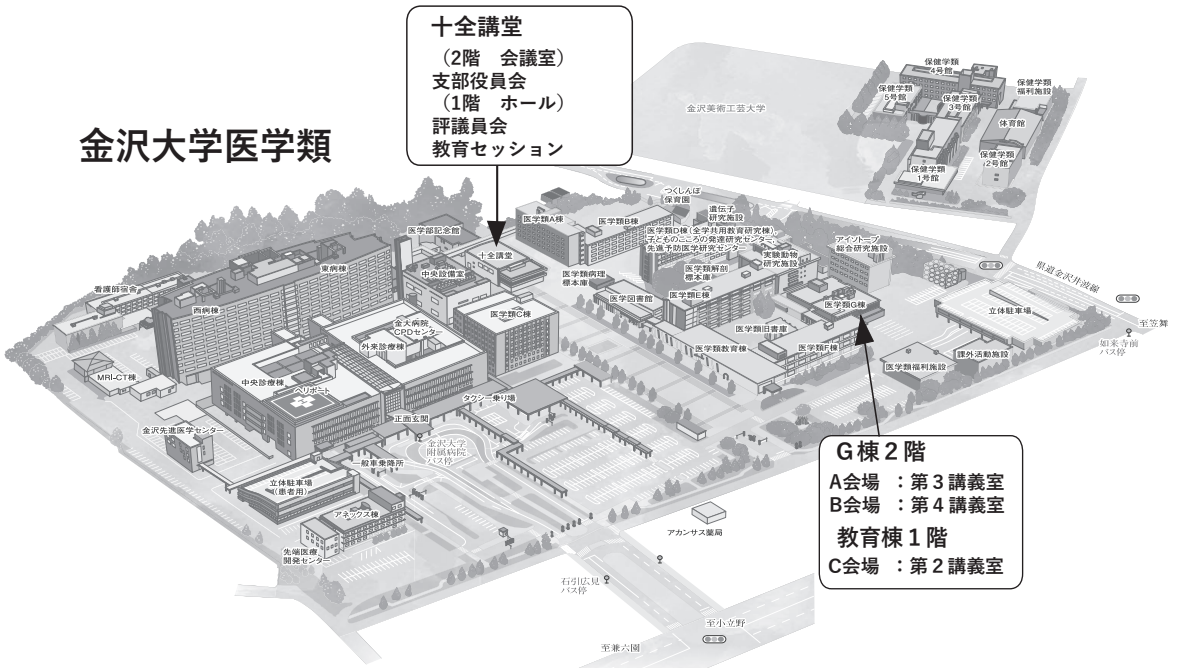 十全講堂
（2階　会議室）
支部役員会
（1階　ホール）
評議員会
教育セッション
金沢大学医学類
金沢美術工芸大学
保健学類
4号館
保健学類
5号館
保健学類
3号館
保健学類
福利施設
体育館
保健学類
1号館
保健学類
2号館
つくしんぼ
保育園
遺伝子
研究施設
医学類A棟
医学類B棟
医学部記念館
医学類D棟(全学共用教育研究棟)
子どものこころの発達研究センター、
先進予防医学研究センター
アイソトープ
総合研究施設
十全講堂
実験動物
研究施設
東病棟
中央設備室
医学類病理
標本庫
医学類解剖
標本庫
県道金沢井波線
看護師宿舎
西病棟
医学図書館
医学類E棟
医学類G棟
立体駐車場
至笠舞
如来寺前
バス停
医学類C棟
金大病院
CPDセンター
外来診療棟
医学類旧書庫
医学類教育棟
医学類F棟
課外活動施設
医学類福利施設
MRI-CT棟
中央診療棟
ヘリポート
タクシー乗り場
正面玄関
金沢先進医学センター
金沢大学
附属病院
バス停
一般車乗降所
立体駐車場
(患者用)
アネックス棟
先端医療
開発センター
アカンサス薬局
G棟２階
A会場　：第３講義室
B会場　：第４講義室
教育棟１階
C会場　：第２講義室
石引広見
バス停
至小立野
至兼六園